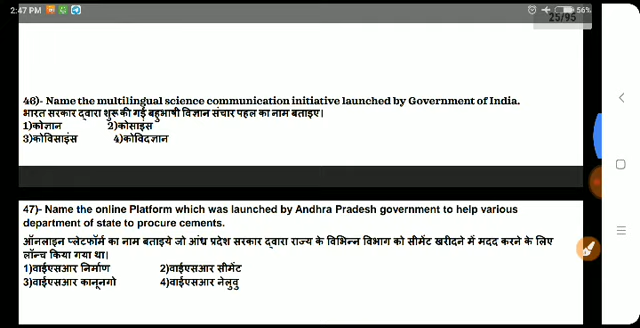 2:47 PM
56%
25/95
46)- Name the multilingual science communication initiative launched by Government of India.
भारत सरकार द्वारा शुरू की गई बहुभाषी विज्ञान संचार पहल का नाम बताइए।
1)कोज्ञान 2)कोसाइंस
3)कोविसाइंस 4)कोविदज्ञान
47)- Name the online Platform which was launched by Andhra Pradesh government to help various
department of state to procure cements.
ऑनलाइन प्लेटफॉर्म का नाम बताइये जो आंध्र प्रदेश सरकार द्वारा राज्य के विभिन्न विभाग को सीमेंट खरीदने में मदद करने के लिए
लॉन्च किया गया था।
1)वाईएसआर निर्माण 2)वाईएसआर सीमेंट
3)वाईएसआर कानूनगो 4)वाईएसआर नेलुवु